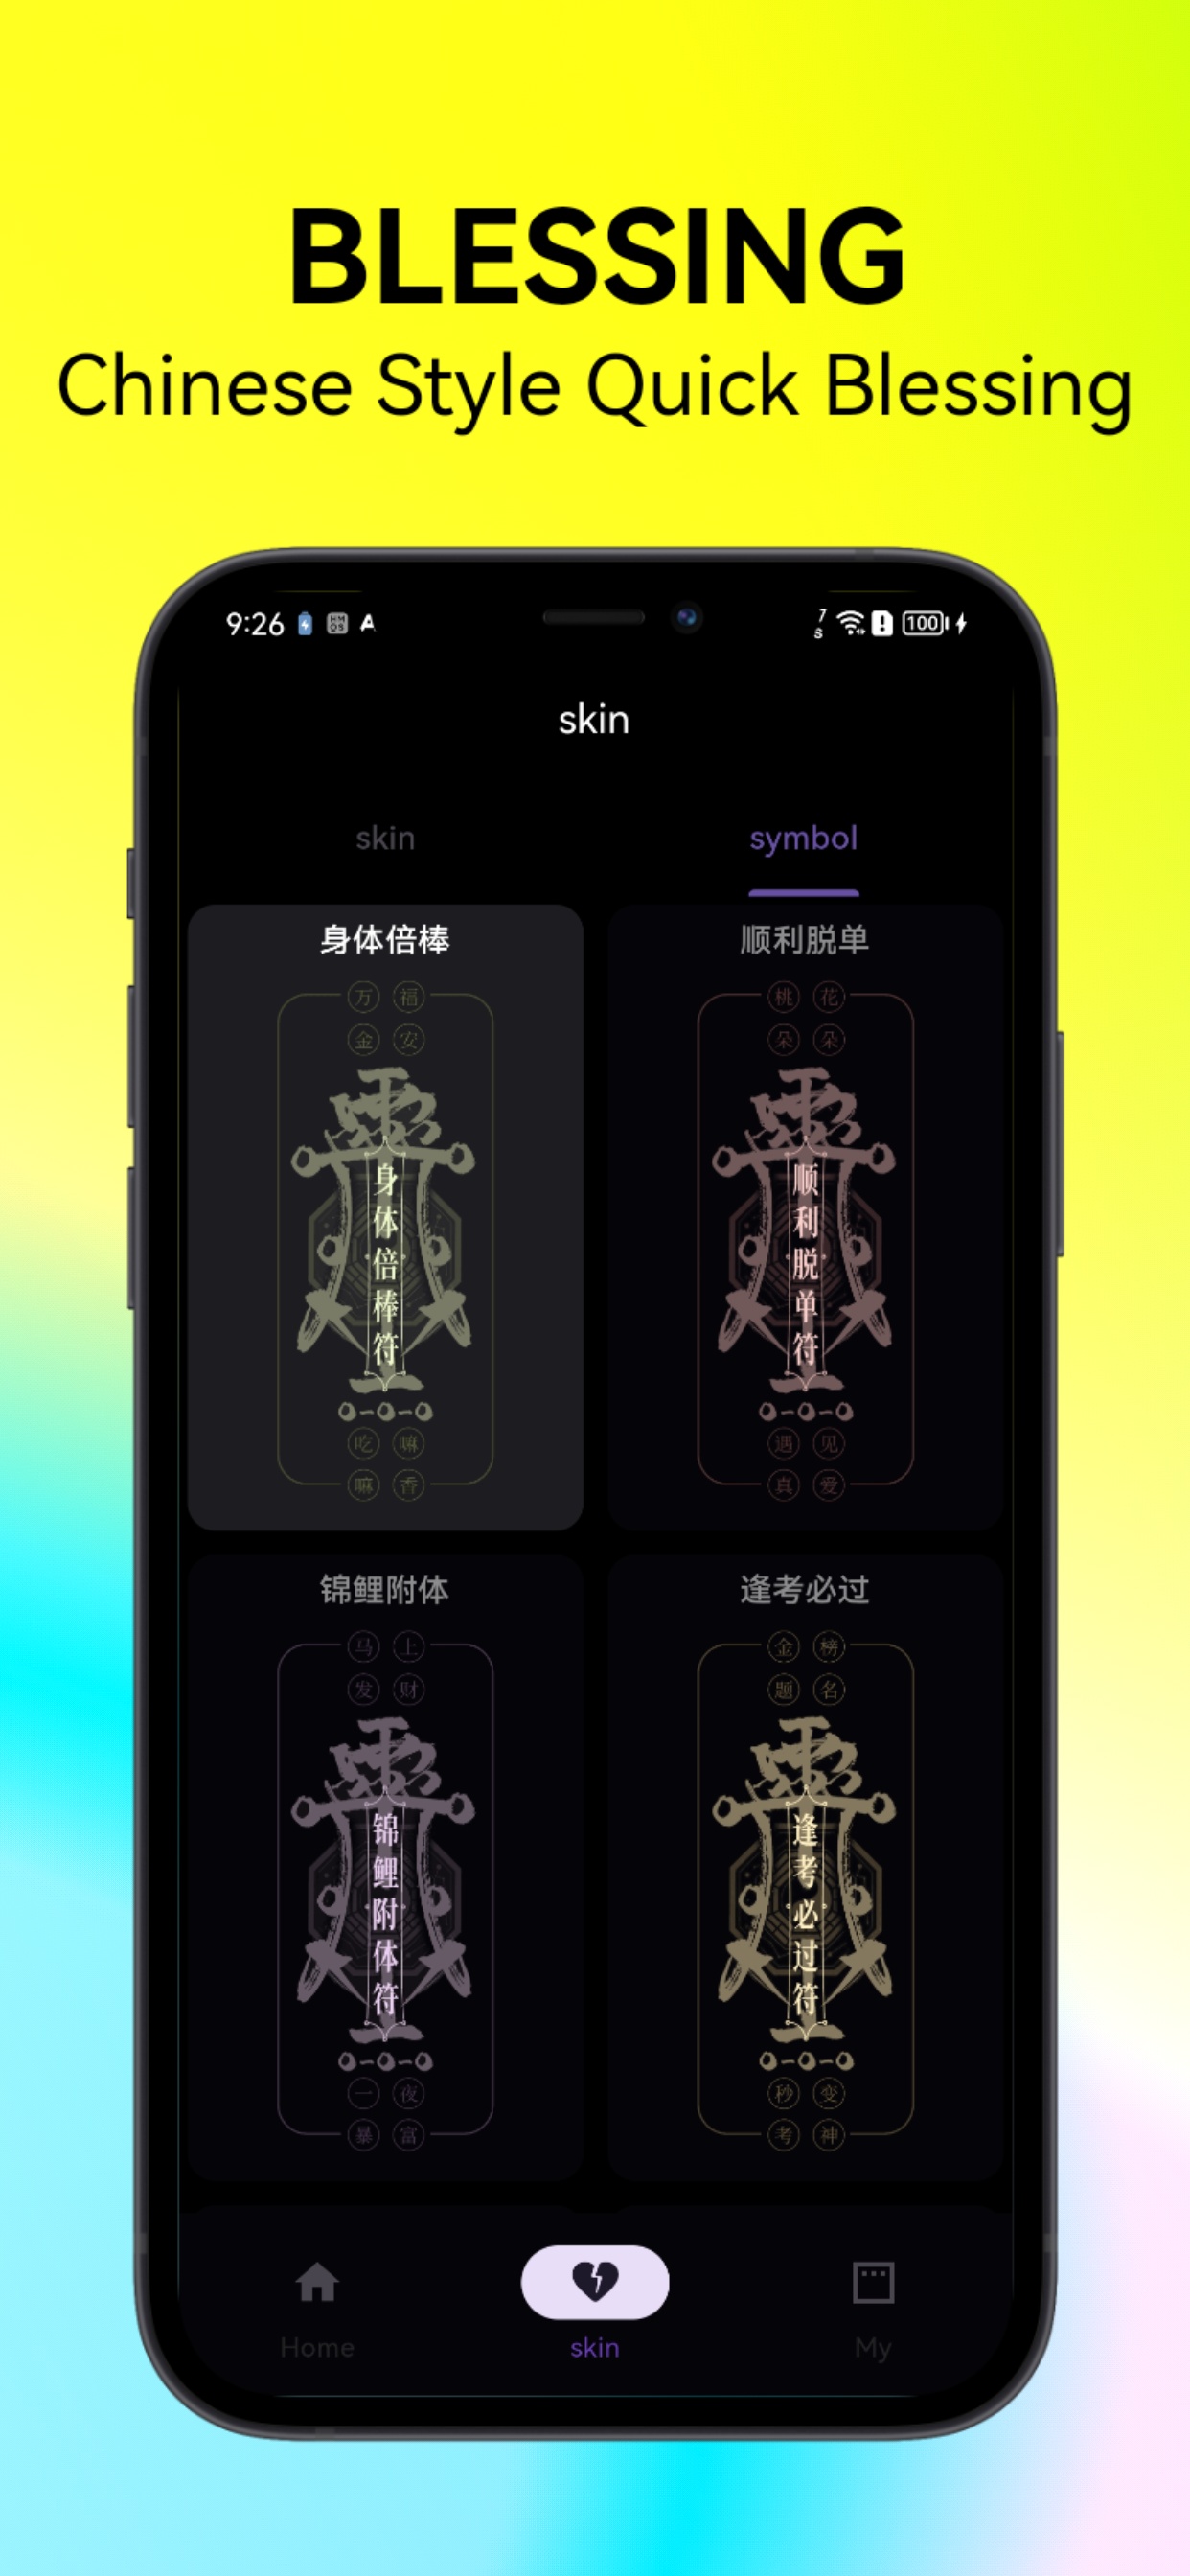 BLESSING
Chinese Style Quick Blessing
9:26
100
skin
skin symbol
身体倍棒
万 福
金 安
身体倍棒符
吃 嘛
嘛 香
顺利脱单
桃 花
朵 朵
顺利脱单符
遇 见
真 爱
锦鲤附体
马 上
发 财
锦鲤附体符
一 夜
暴 富
逢考必过
金 榜
题 名
逢考必过符
秒 变
考 神
Home skin My